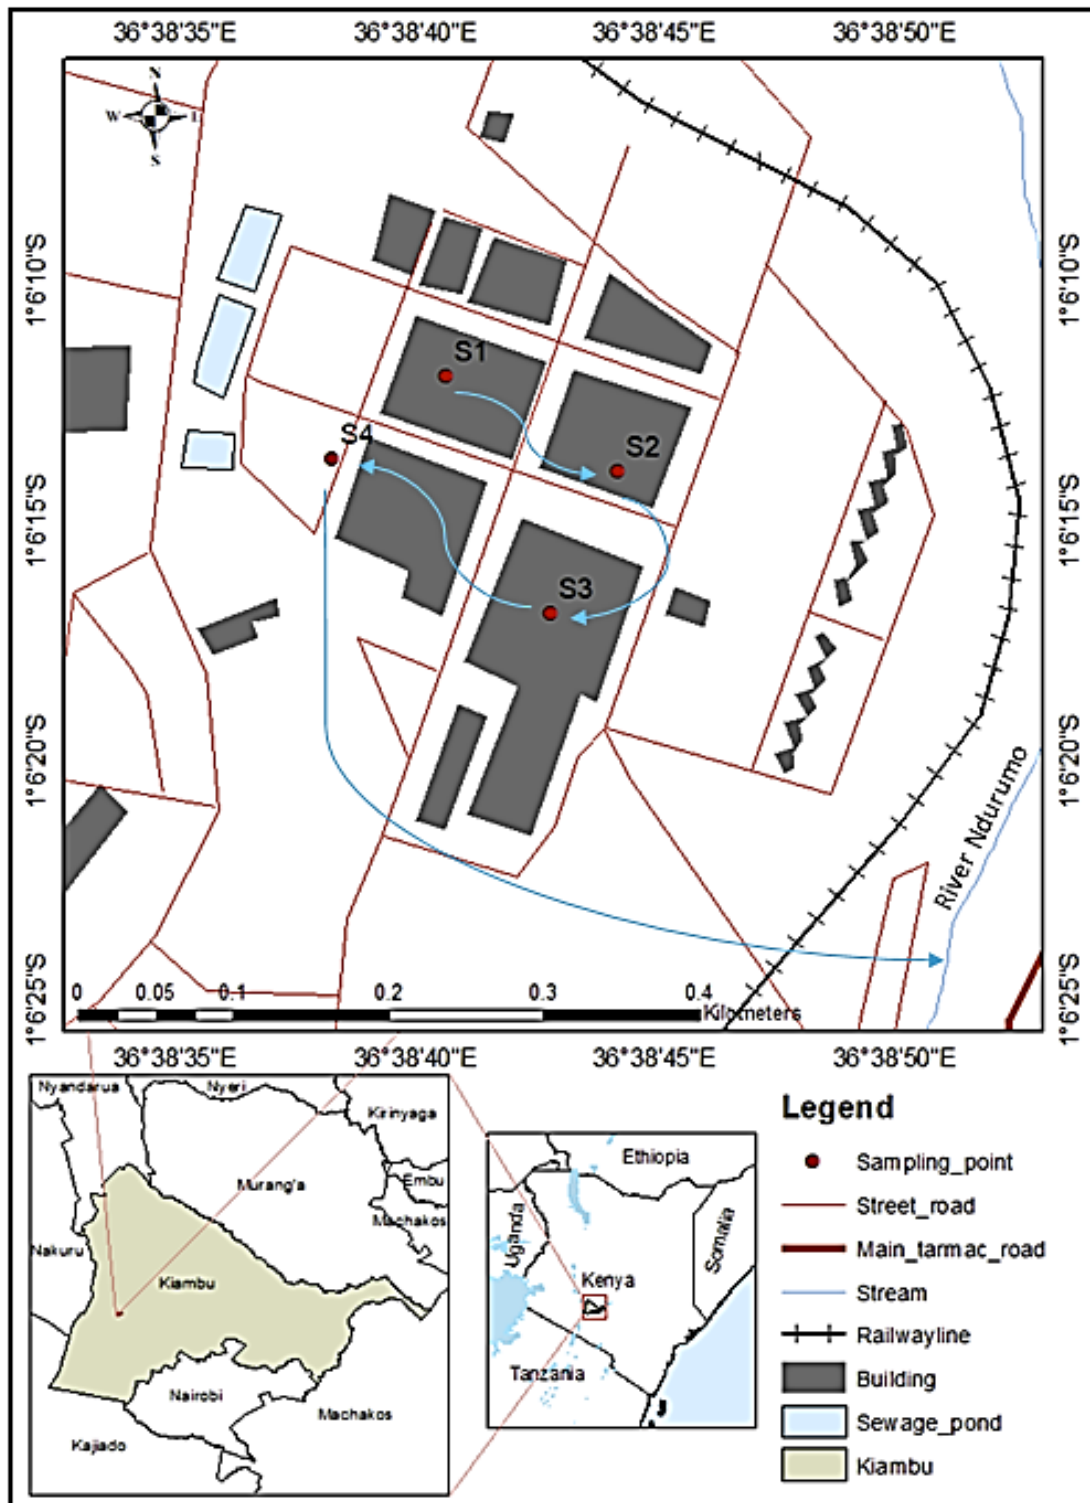 36°38'35"E 36°38'40"E 36°38'45"E 36°38'50"E
N
W L
S
1°6'10"S 1°6'10"S
S1
S4
S2
1°6'15"S 1°6'15"S
S3
1°6'20"S 1°6'20"S
River Ndurumo
1°6'25"S 1°6'25"S
0 0.05 0.1 0.2 0.3 0.4
Kilometers
36°38'35"E 36°38'40"E 36°38'45"E 36°38'50"E
Nyandarua
Nyeri
Kirinyaga
Murang'a
Embu
Machakos
Nakuru
Kiambu
Nairobi
Machakos
Kajiado
Ethiopia
Uganda
Somalia
Kenya
Tanzania
Legend
Sampling_point
Street_road
Main_tarmac_road
Stream
Railwayline
Building
Sewage_pond
Kiambu